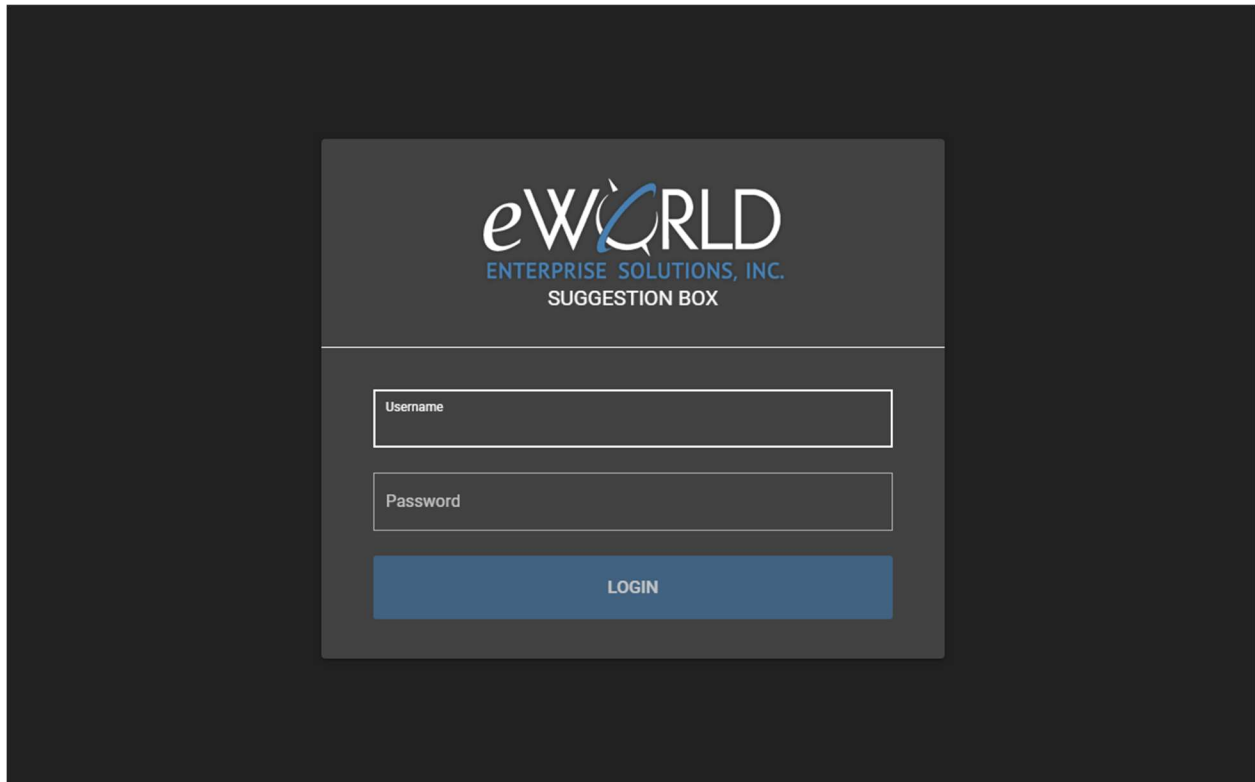 eWORLD
ENTERPRISE SOLUTIONS, INC.
SUGGESTION BOX
Username
Password
LOGIN